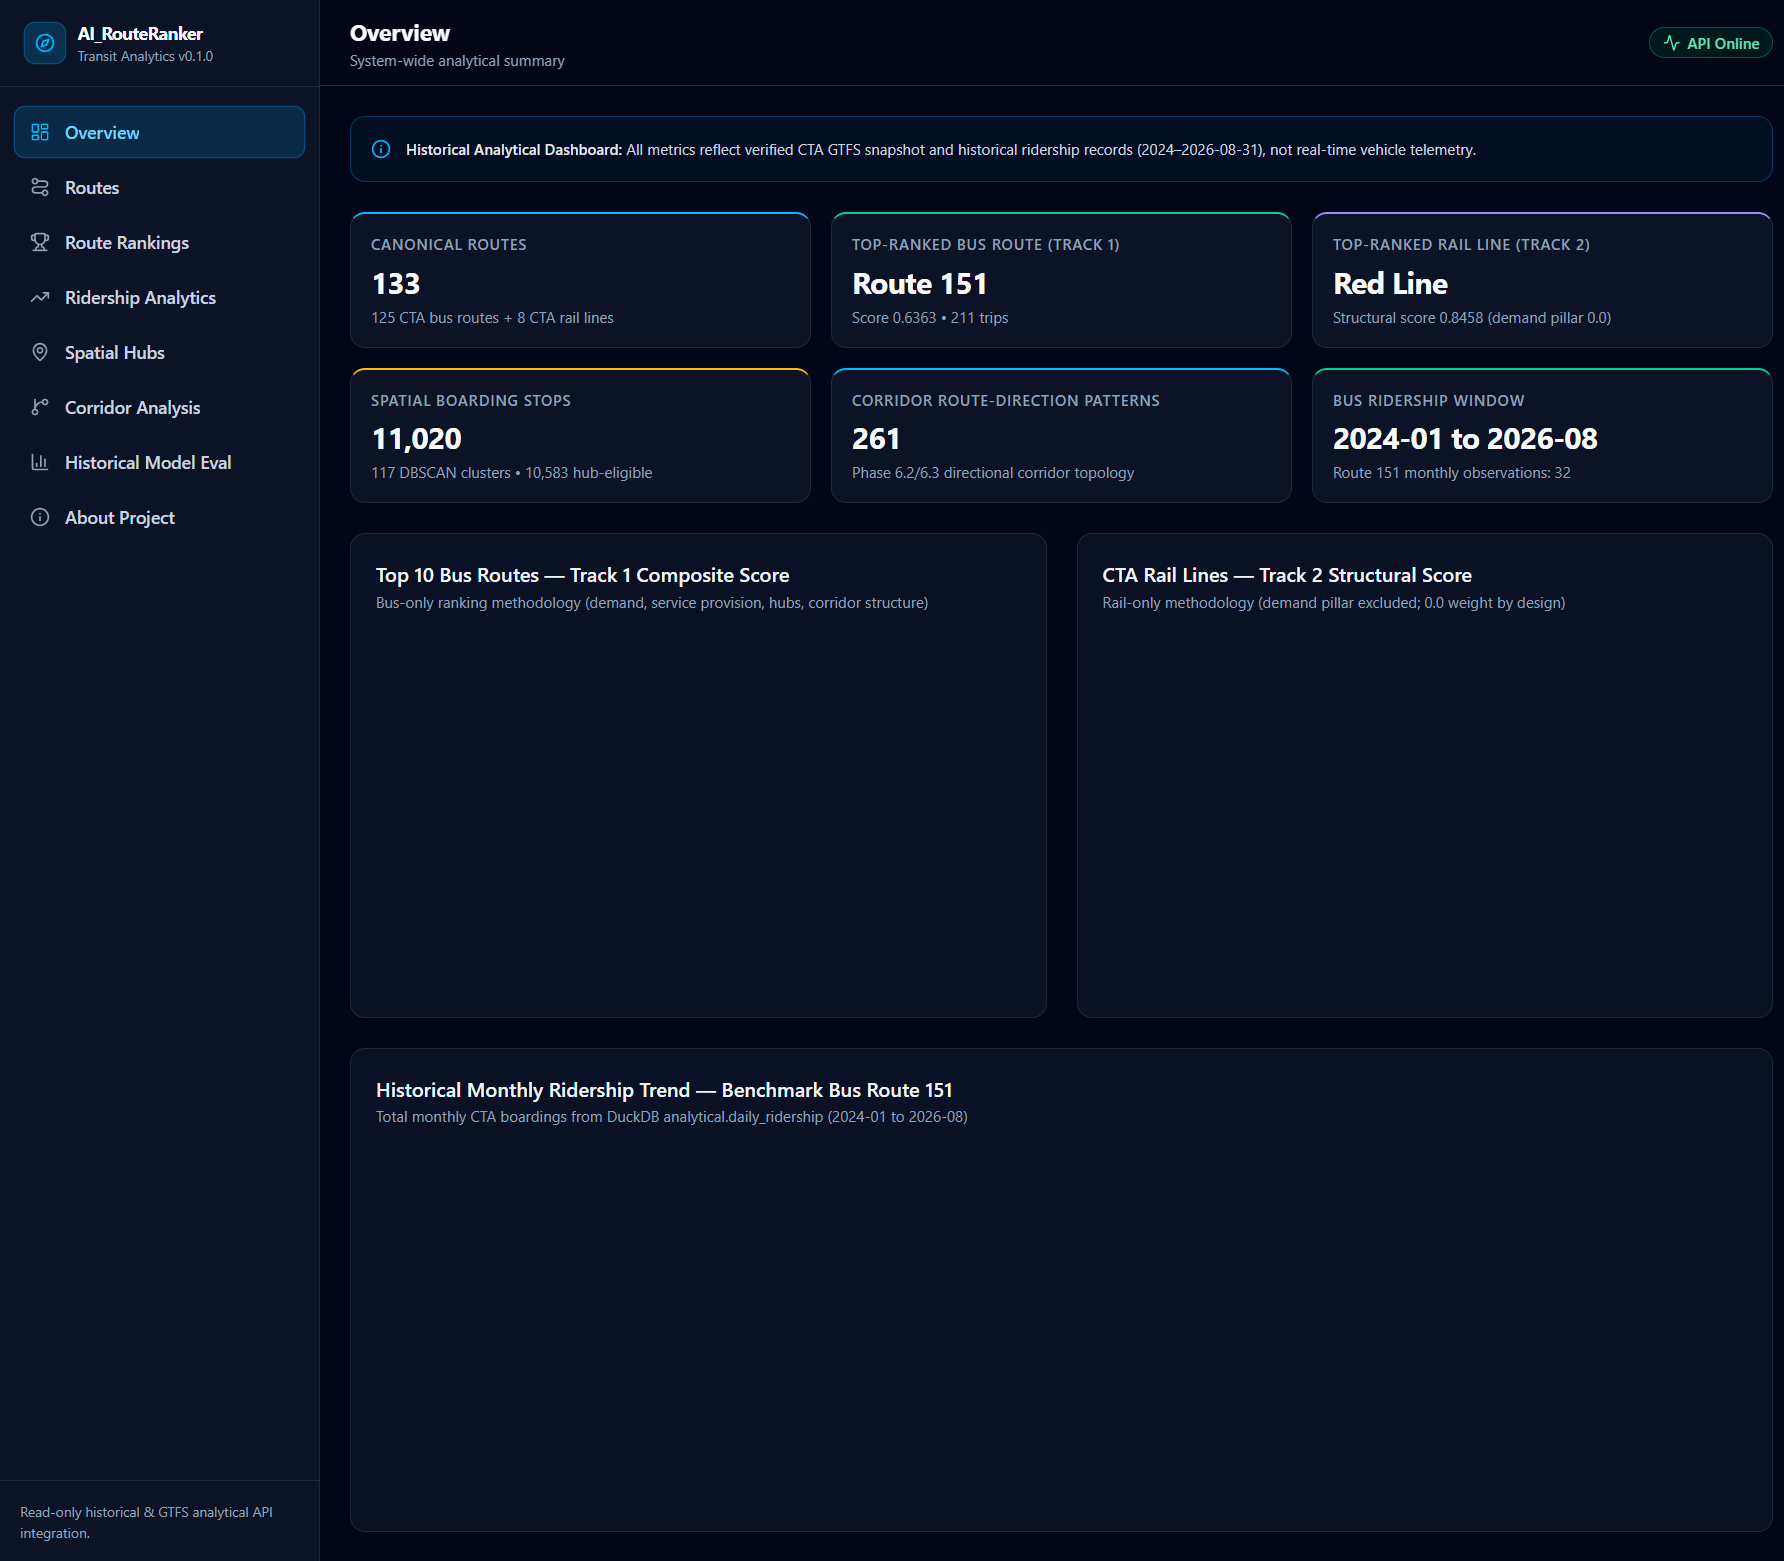 AI_RouteRanker
Transit Analytics v0.1.0
Overview
Routes
Route Rankings
Ridership Analytics
Spatial Hubs
Corridor Analysis
Historical Model Eval
About Project
Read-only historical & GTFS analytical API
integration.
Overview
System-wide analytical summary
API Online
Historical Analytical Dashboard: All metrics reflect verified CTA GTFS snapshot and historical ridership records (2024–2026-08-31), not real-time vehicle telemetry.
CANONICAL ROUTES
133
125 CTA bus routes + 8 CTA rail lines
TOP-RANKED BUS ROUTE (TRACK 1)
Route 151
Score 0.6363 • 211 trips
TOP-RANKED RAIL LINE (TRACK 2)
Red Line
Structural score 0.8458 (demand pillar 0.0)
SPATIAL BOARDING STOPS
11,020
117 DBSCAN clusters • 10,583 hub-eligible
CORRIDOR ROUTE-DIRECTION PATTERNS
261
Phase 6.2/6.3 directional corridor topology
BUS RIDERSHIP WINDOW
2024-01 to 2026-08
Route 151 monthly observations: 32
Top 10 Bus Routes — Track 1 Composite Score
Bus-only ranking methodology (demand, service provision, hubs, corridor structure)
CTA Rail Lines — Track 2 Structural Score
Rail-only methodology (demand pillar excluded; 0.0 weight by design)
Historical Monthly Ridership Trend — Benchmark Bus Route 151
Total monthly CTA boardings from DuckDB analytical.daily_ridership (2024-01 to 2026-08)